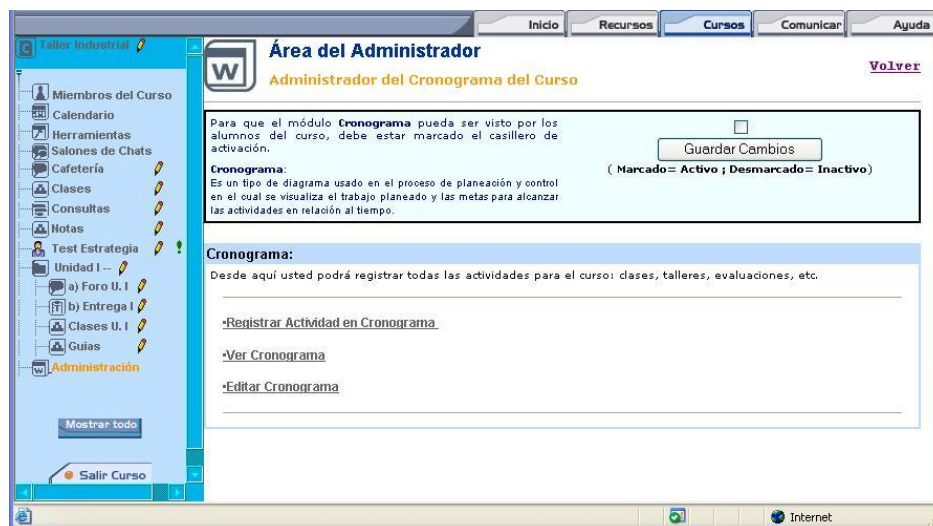 Inicio
Recursos
Cursos
Comunicar
Ayuda
Taller Industrial
Miembros del Curso
Calendario
Herramientas
Salones de Chats
Cafetería
Clases
Consultas
Notas
Test Estrategia
Unidad I --
a) Foro U. I
b) Entrega I
Clases U. I
Guias
Administración
Mostrar todo
Salir Curso
Área del Administrador
Administrador del Cronograma del Curso
Volver
Para que el módulo Cronograma pueda ser visto por los
alumnos del curso, debe estar marcado el casillero de
activación.
Cronograma:
Es un tipo de diagrama usado en el proceso de planeación y control
en el cual se visualiza el trabajo planeado y las metas para alcanzar
las actividades en relación al tiempo.
Guardar Cambios
( Marcado= Activo ; Desmarcado= Inactivo)
Cronograma:
Desde aquí usted podrá registrar todas las actividades para el curso: clases, talleres, evaluaciones, etc.
•Registrar Actividad en Cronograma
•Ver Cronograma
•Editar Cronograma
Internet